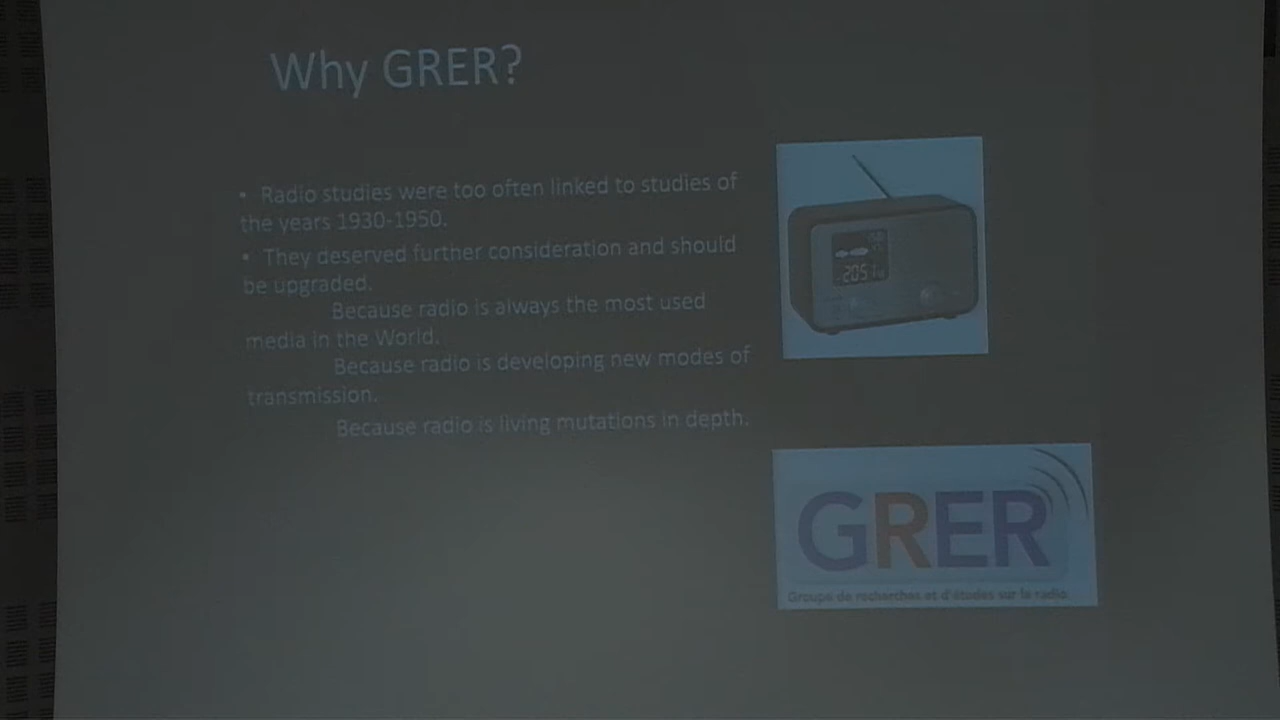 Why GRER?
• Radio studies were too often linked to studies of
the years 1930-1950.
• They deserved further consideration and should
be upgraded.
Because radio is always the most used
media in the World.
Because radio is developing new modes of
transmission.
Because radio is living mutations in depth.
2051
GRER
Groupe de recherches et d'études sur la radio